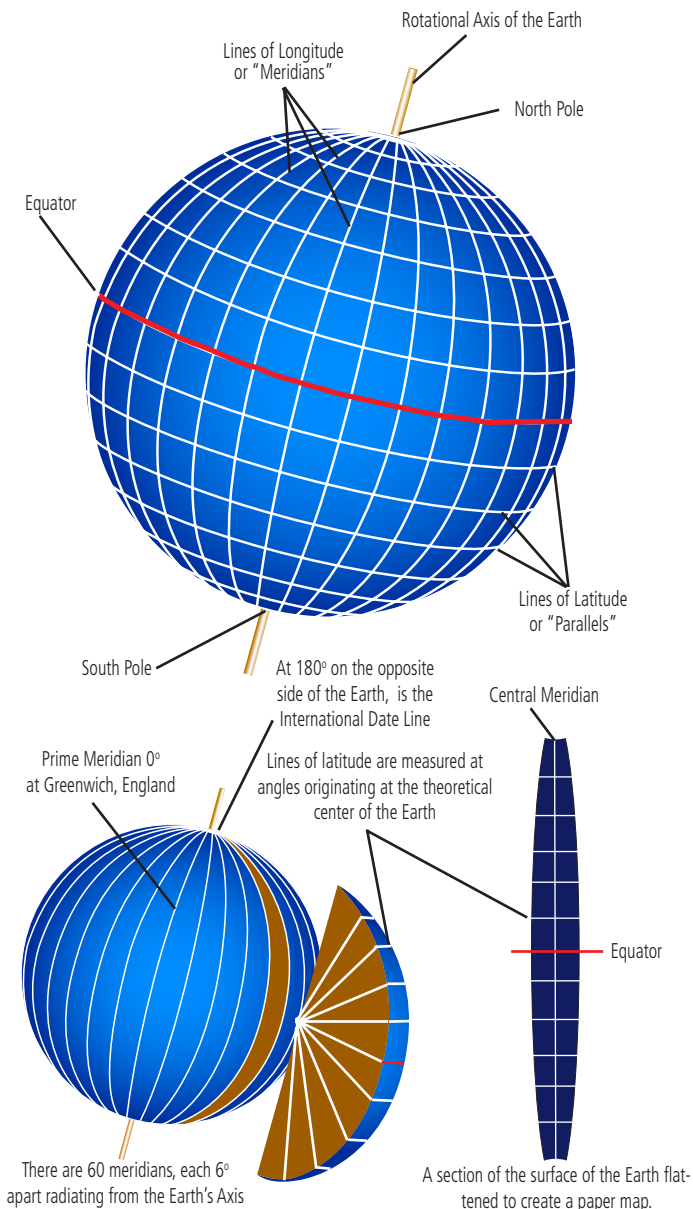 Rotational Axis of the Earth
Lines of Longitude
or “Meridians”
North Pole
Equator
Lines of Latitude
or “Parallels”
South Pole
At 180º on the opposite
side of the Earth,  is the
International Date Line
Central Meridian
Prime Meridian 0º
at Greenwich, England
Lines of latitude are measured at
angles originating at the theoretical
center of the Earth
Equator
There are 60 meridians, each 6º
apart radiating from the Earth’s Axis
A section of the surface of the Earth flat-
tened to create a paper map.